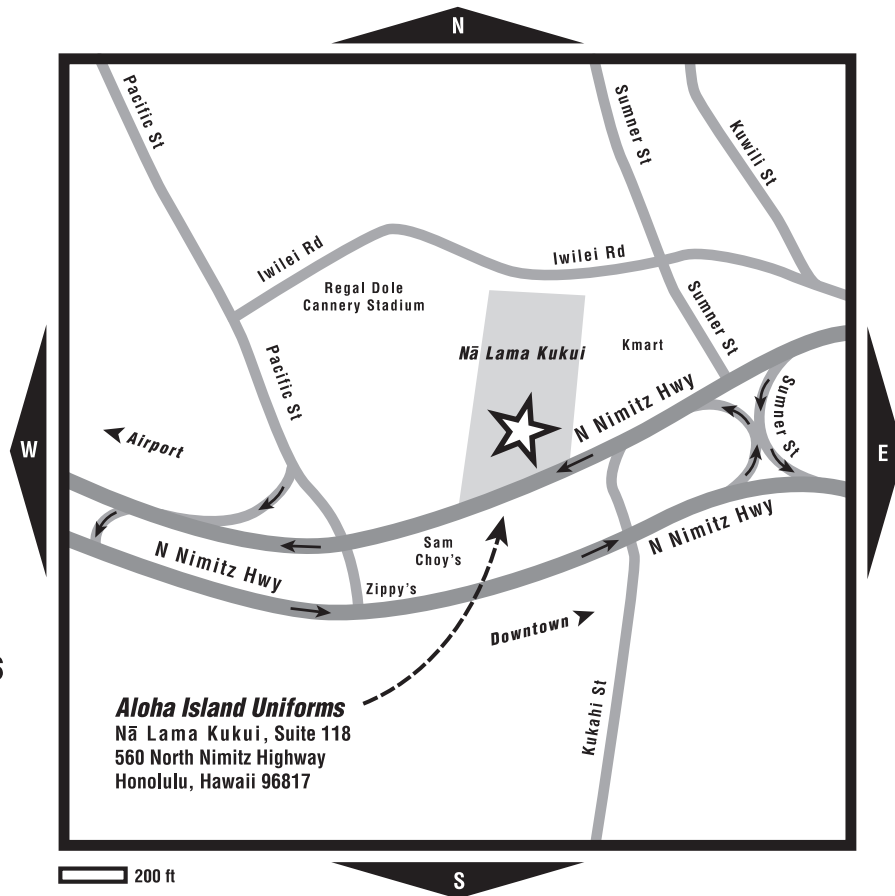 N
Pacific St
Sumner St
Kuwili St
Iwilei Rd
Iwilei Rd
Regal Dole
Cannery Stadium
Sumner St
Pacific St
Nā Lama Kukui
Kmart
N Nimitz Hwy
Sumner St
W
Airport
E
N Nimitz Hwy
Sam
Choy's
N Nimitz Hwy
Zippy's
Downtown
S
Aloha Island Uniforms
Nā Lama Kukui, Suite 118
560 North Nimitz Highway
Honolulu, Hawaii 96817
Kukahi St
200 ft
S